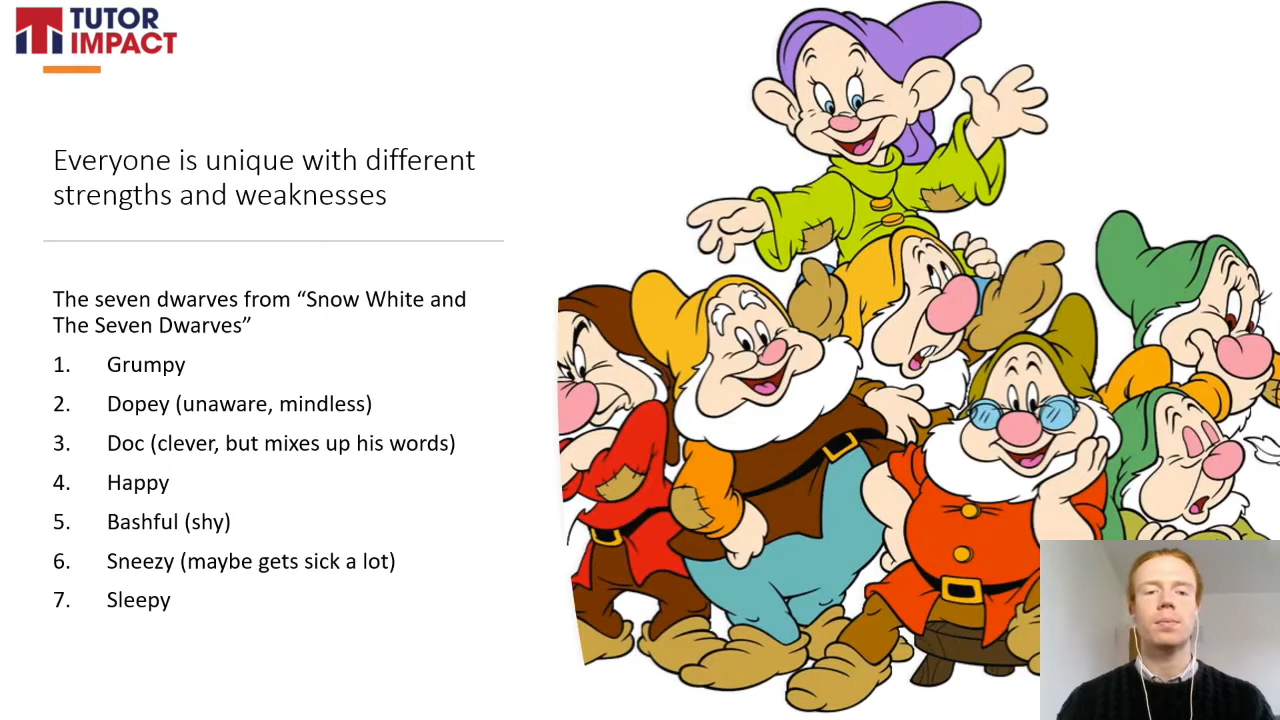 TUTOR
IMPACT
Everyone is unique with different
strengths and weaknesses
The seven dwarves from “Snow White and
The Seven Dwarves”
1. Grumpy
2. Dopey (unaware, mindless)
3. Doc (clever, but mixes up his words)
4. Happy
5. Bashful (shy)
6. Sneezy (maybe gets sick a lot)
7. Sleepy